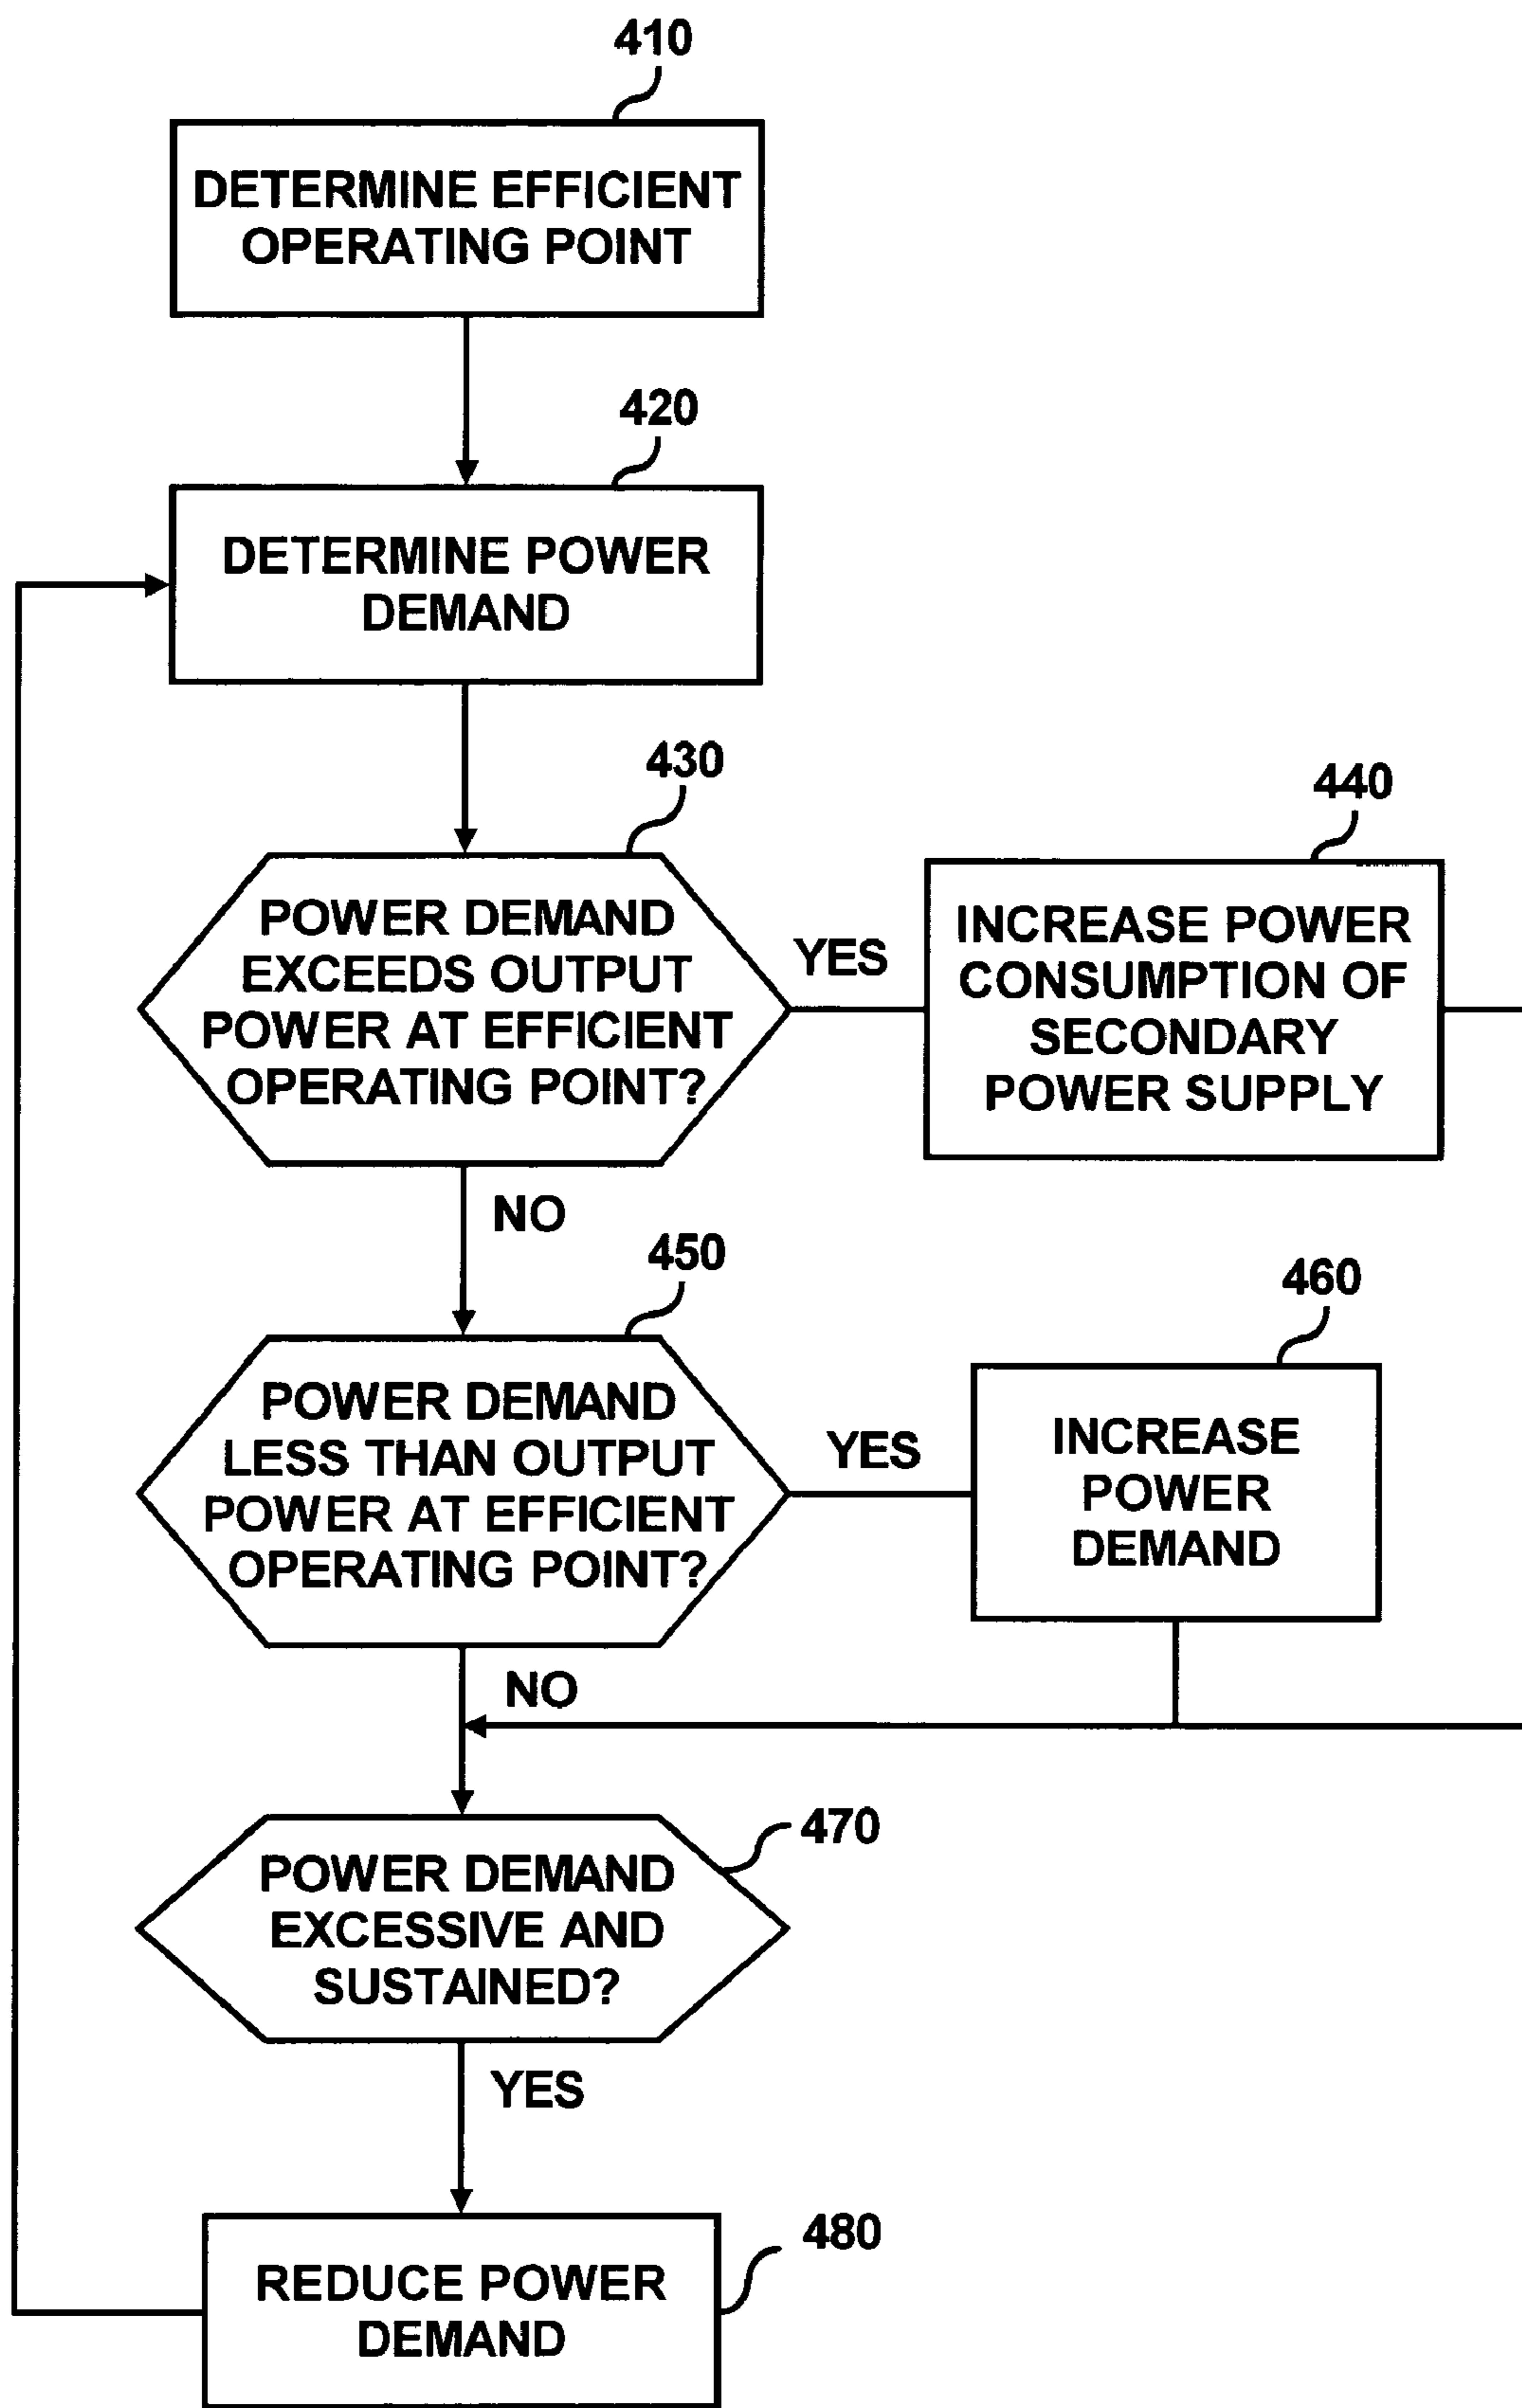 410
DETERMINE EFFICIENT
OPERATING POINT
420
DETERMINE POWER
DEMAND
430
POWER DEMAND
EXCEEDS OUTPUT
POWER AT EFFICIENT
OPERATING POINT?
YES
440
INCREASE POWER
CONSUMPTION OF
SECONDARY
POWER SUPPLY
NO
450
POWER DEMAND
LESS THAN OUTPUT
POWER AT EFFICIENT
OPERATING POINT?
YES
460
INCREASE
POWER
DEMAND
NO
470
POWER DEMAND
EXCESSIVE AND
SUSTAINED?
YES
480
REDUCE POWER
DEMAND